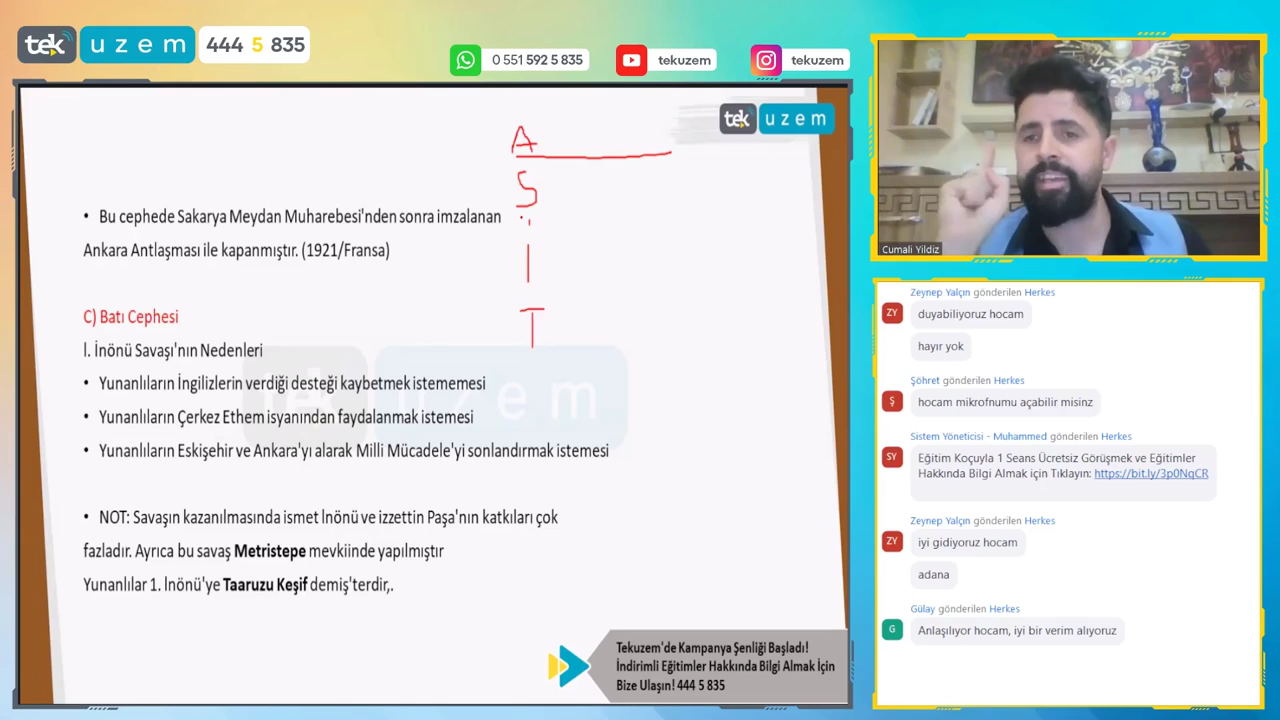 tek
uzem
444 5 835
0 551 592 5 835
tekuzem
tekuzem
tek uzem
A
S
İ
T
• Bu cephede Sakarya Meydan Muharebesi'nden sonra imzalanan
Ankara Antlaşması ile kapanmıştır. (1921/Fransa)
C) Batı Cephesi
l. İnönü Savaşı'nın Nedenleri
• Yunanlıların İngilizlerin verdiği desteği kaybetmek istememesi
• Yunanlıların Çerkez Ethem isyanından faydalanmak istemesi
• Yunanlıların Eskişehir ve Ankara'yı alarak Milli Mücadele'yi sonlandırmak istemesi
• NOT: Savaşın kazanılmasında ismet lnönü ve izzettin Paşa'nın katkıları çok
fazladır. Ayrıca bu savaş Metristepe mevkiinde yapılmıştır
Yunanlılar 1. lnönü'ye Taaruzu Keşif demiş'terdir,.
tek uzem
Tekuzem'de Kampanya Şenliği Başladı!
İndirimli Eğitimler Hakkında Bilgi Almak İçin
Bize Ulaşın! 444 5 835
Cumali Yildiz
Zeynep Yalçın gönderilen Herkes
ZY
duyabiliyoruz hocam
hayır yok
Şöhret gönderilen Herkes
Ş
hocam mikrofnumu açabilir misinz
Sistem Yöneticisi - Muhammed gönderilen Herkes
SY
Eğitim Koçuyla 1 Seans Ücretsiz Görüşmek ve Eğitimler
Hakkında Bilgi Almak için Tıklayın: https://bit.ly/3p0NqCR
Zeynep Yalçın gönderilen Herkes
ZY
iyi gidiyoruz hocam
adana
Gülay gönderilen Herkes
G
Anlaşılıyor hocam, iyi bir verim alıyoruz